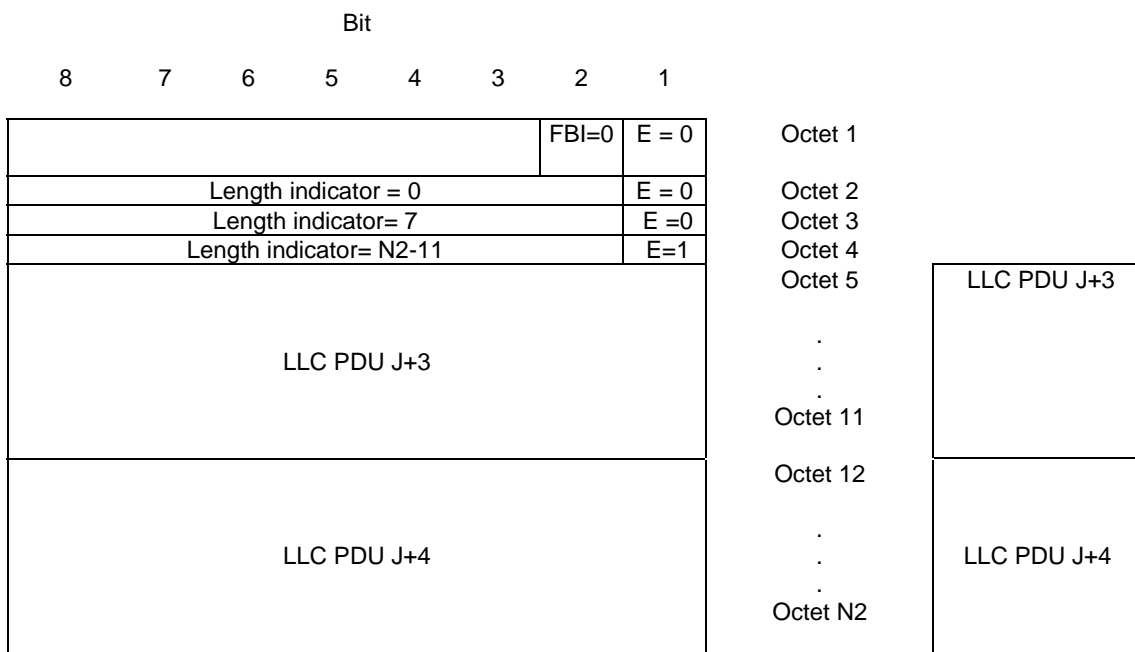 Bit
8 7 6 5 4 3 2 1
FBI=0 E = 0 Octet 1
Length indicator = 0 E = 0 Octet 2
Length indicator= 7 E =0 Octet 3
Length indicator= N2-11 E=1 Octet 4
Octet 5 LLC PDU J+3
.
LLC PDU J+3 .
.
Octet 11
Octet 12
.
LLC PDU J+4 . LLC PDU J+4
.
Octet N2